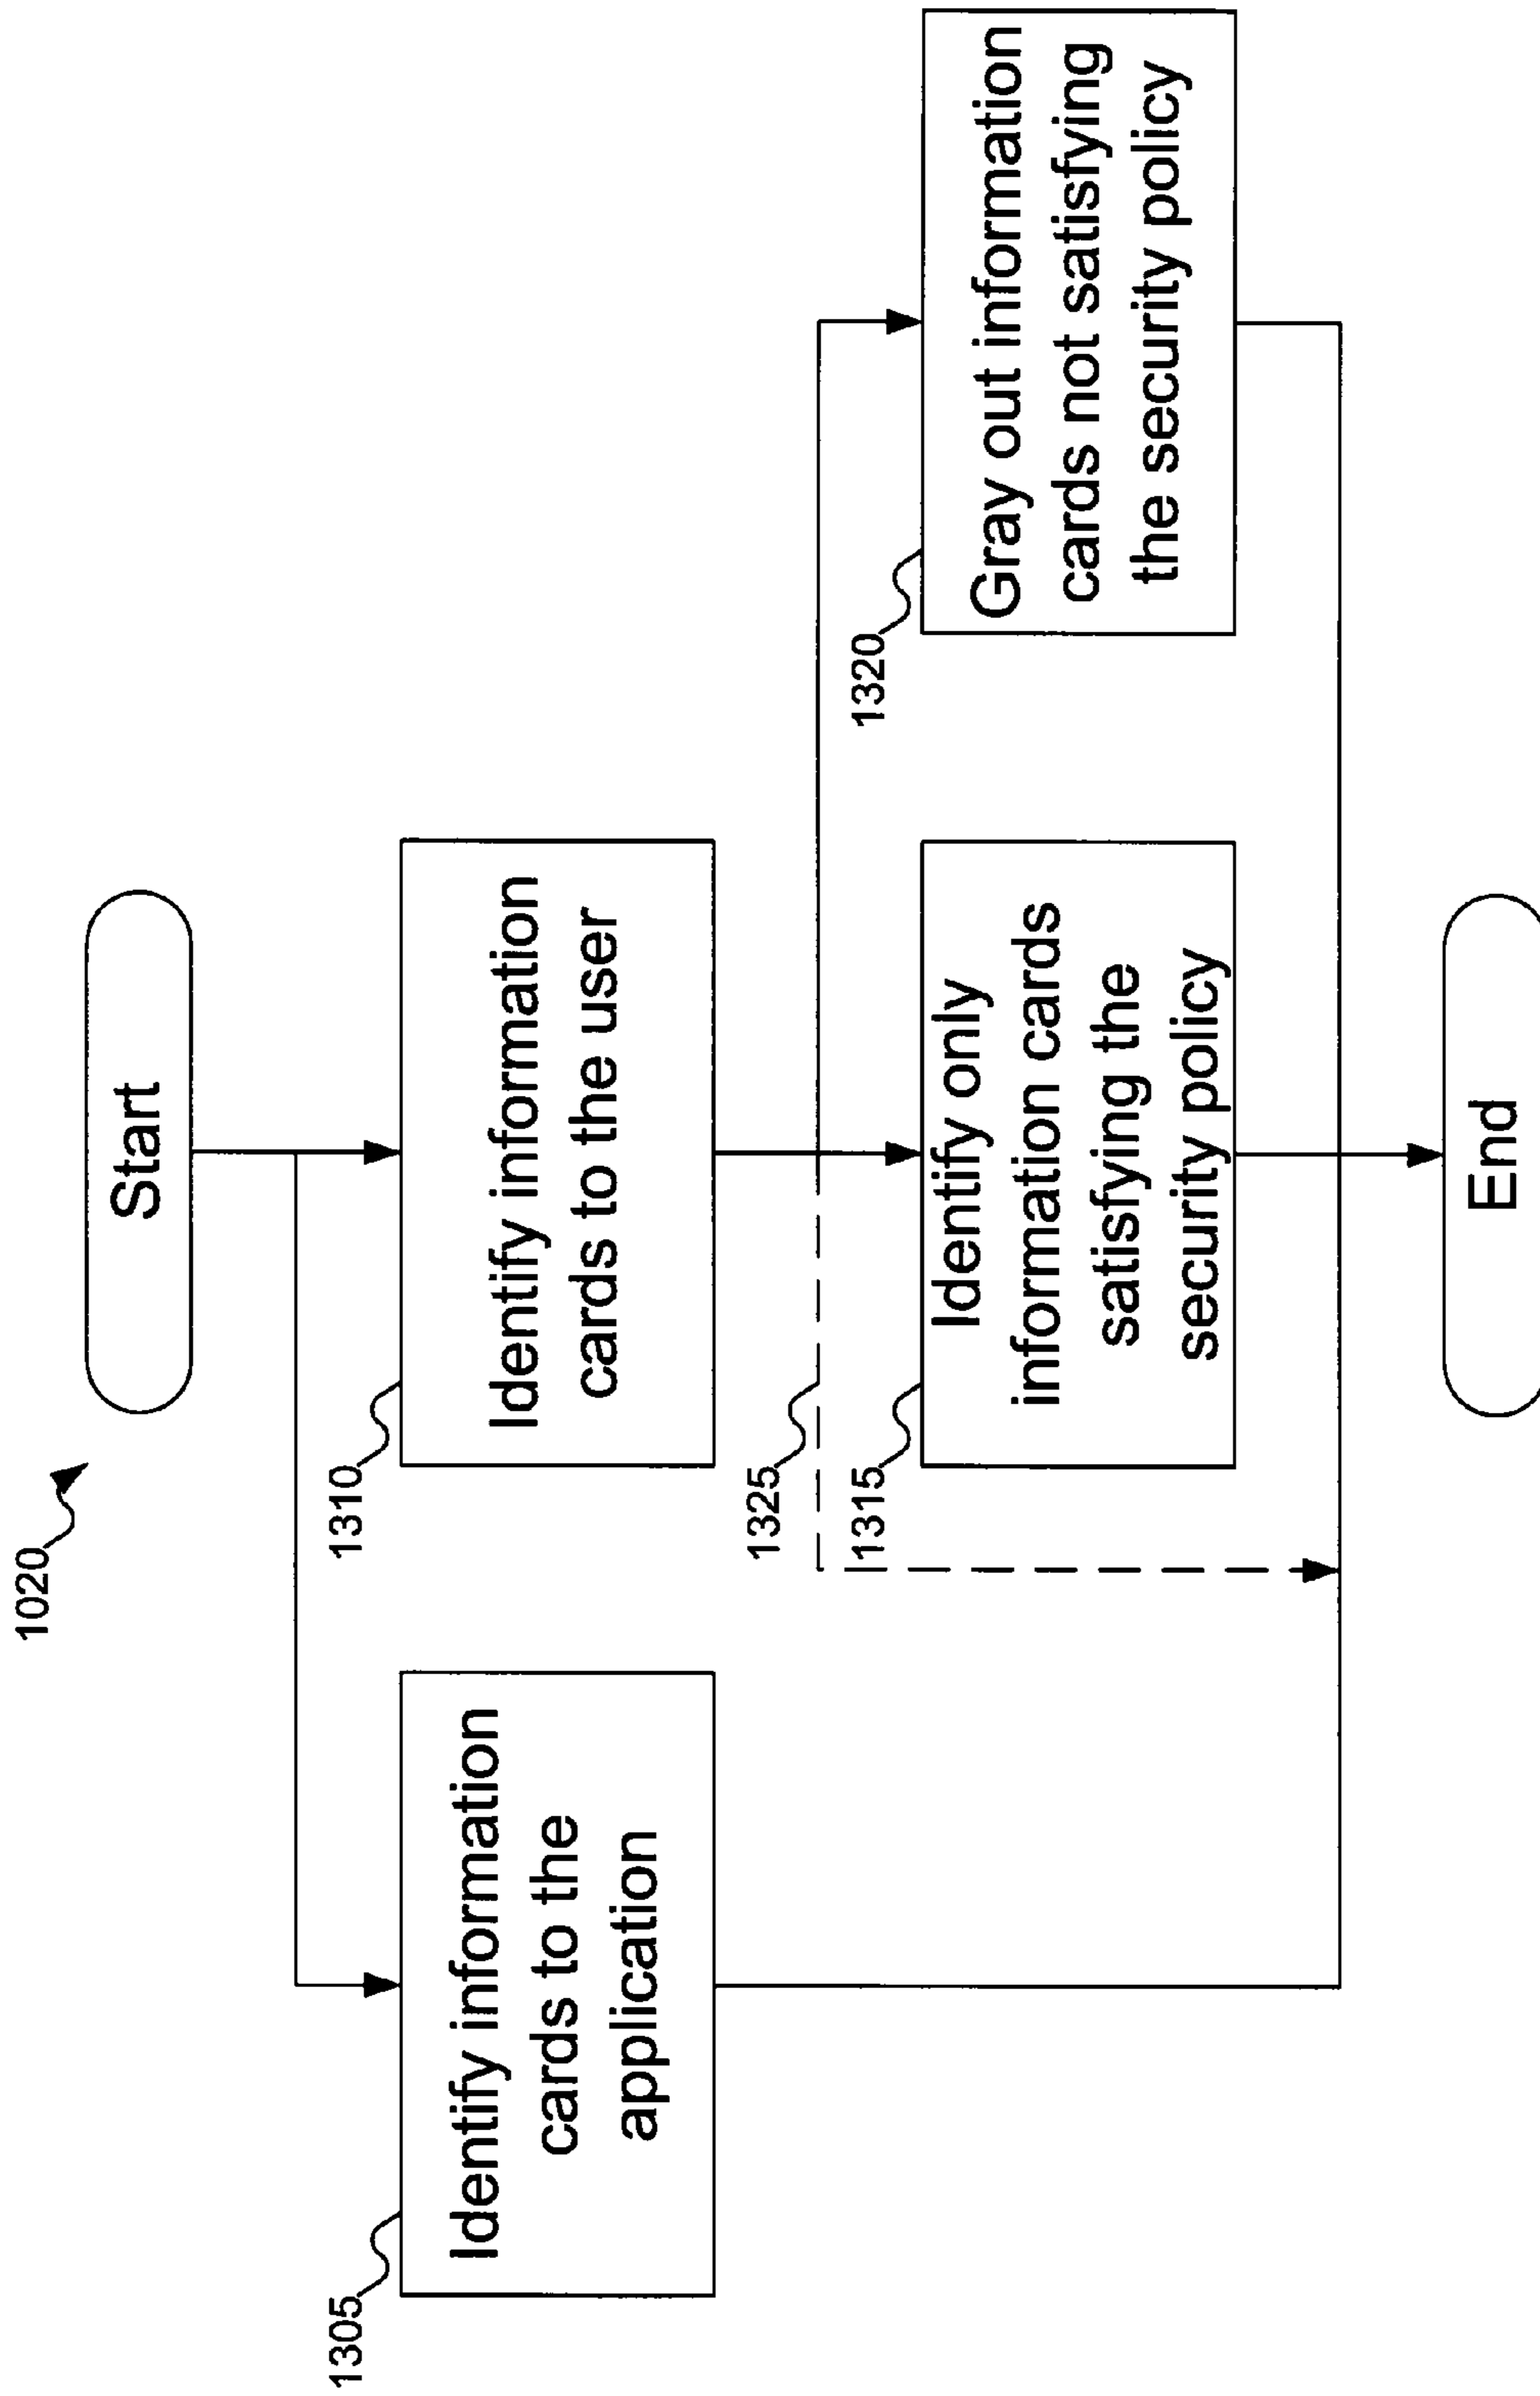 1020
Start
1305
Identify information
cards to the
application
1310
Identify information
cards to the user
1325
1315
Identify only
information cards
satisfying the
security policy
1320
Gray out information
cards not satisfying
the security policy
End